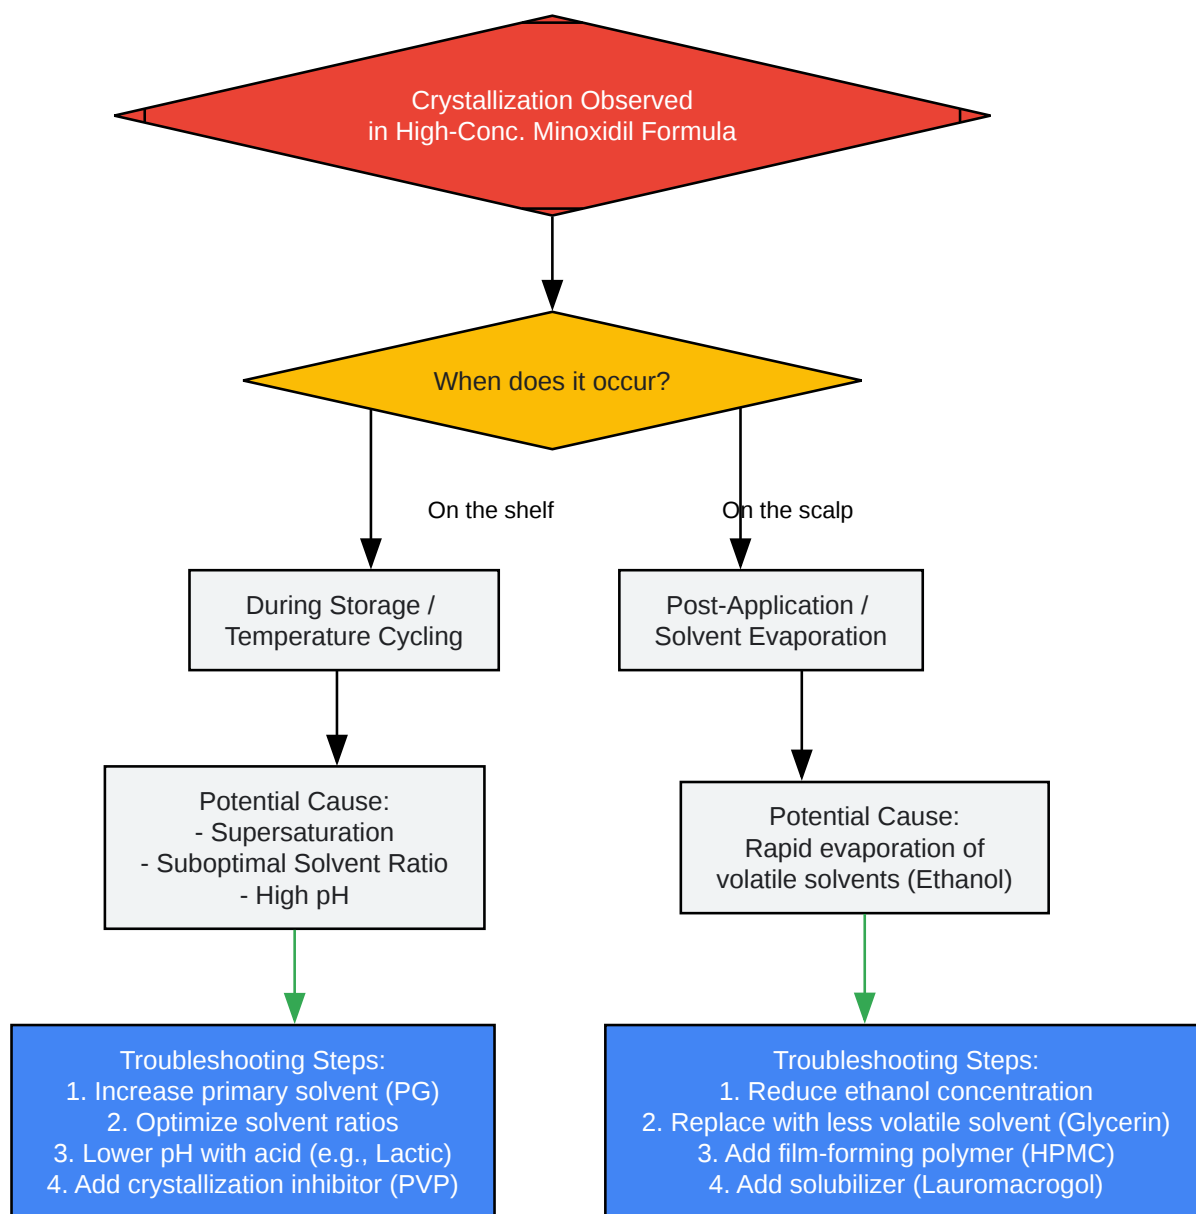 Crystallization Observed
in High-Conc. Minoxidil Formula
When does it occur?
On the shelf
On the scalp
During Storage /
Temperature Cycling
Post-Application /
Solvent Evaporation
Potential Cause:
- Supersaturation
- Suboptimal Solvent Ratio
- High pH
Potential Cause:
Rapid evaporation of
volatile solvents (Ethanol)
Troubleshooting Steps:
1. Increase primary solvent (PG)
2. Optimize solvent ratios
3. Lower pH with acid (e.g., Lactic)
4. Add crystallization inhibitor (PVP)
Troubleshooting Steps:
1. Reduce ethanol concentration
2. Replace with less volatile solvent (Glycerin)
3. Add film-forming polymer (HPMC)
4. Add solubilizer (Lauromacrogol)